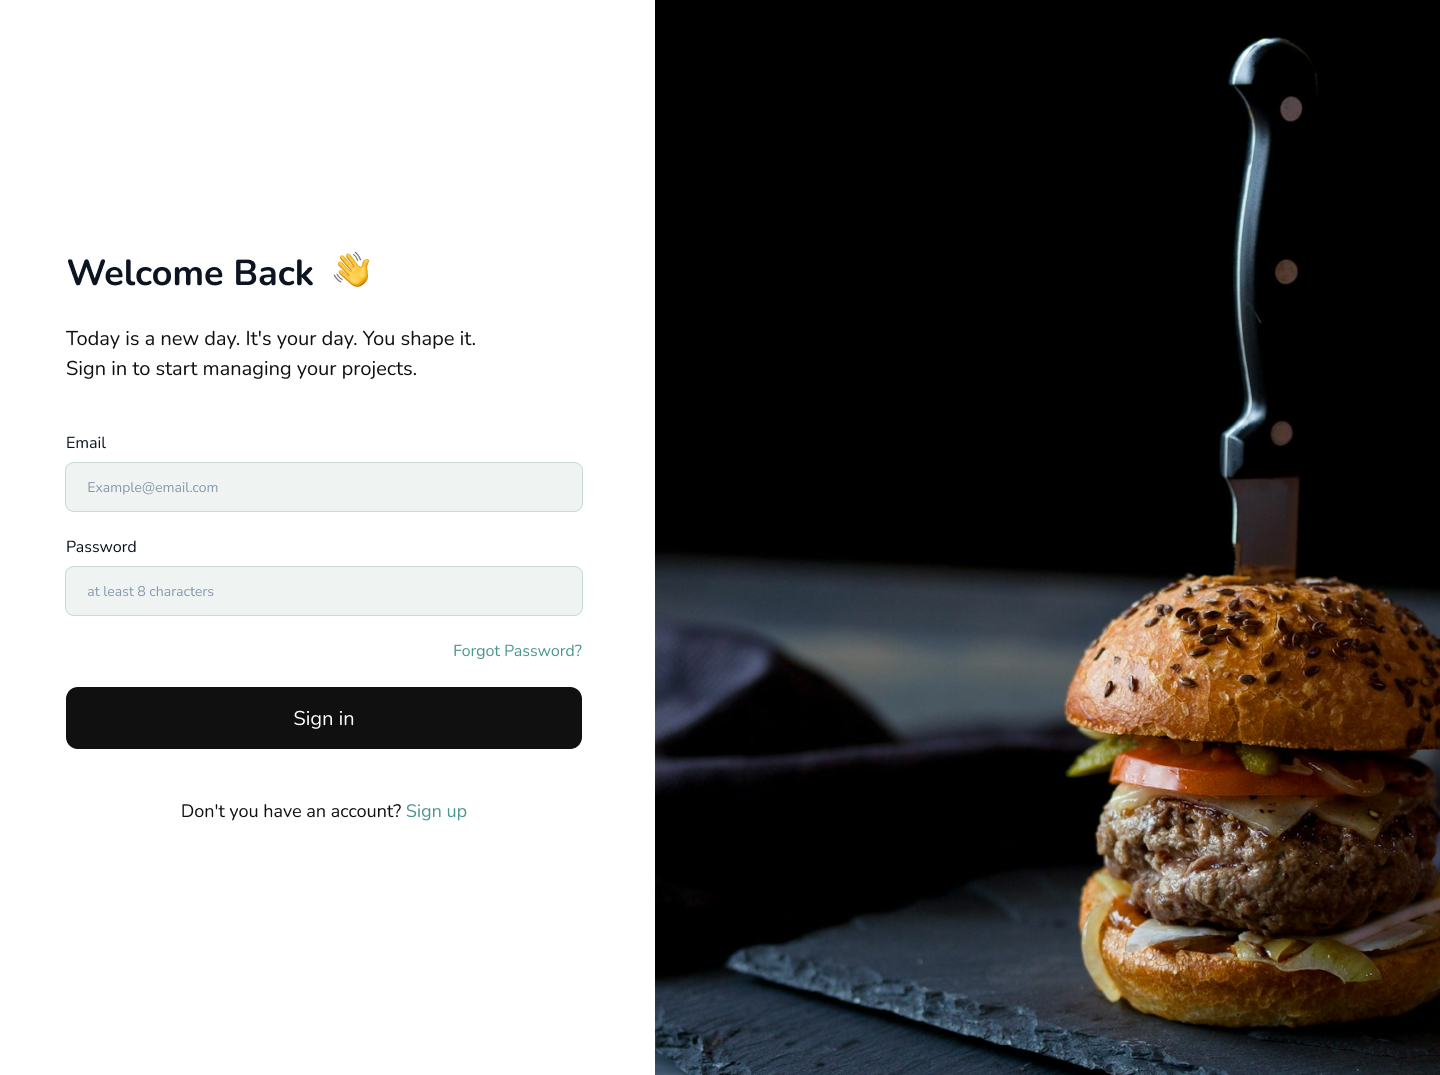 Welcome Back 👋
Today is a new day. It's your day. You shape it.
Sign in to start managing your projects.
Email
Example@email.com
Password
at least 8 characters
Forgot Password?
Sign in
Don't you have an account? Sign up